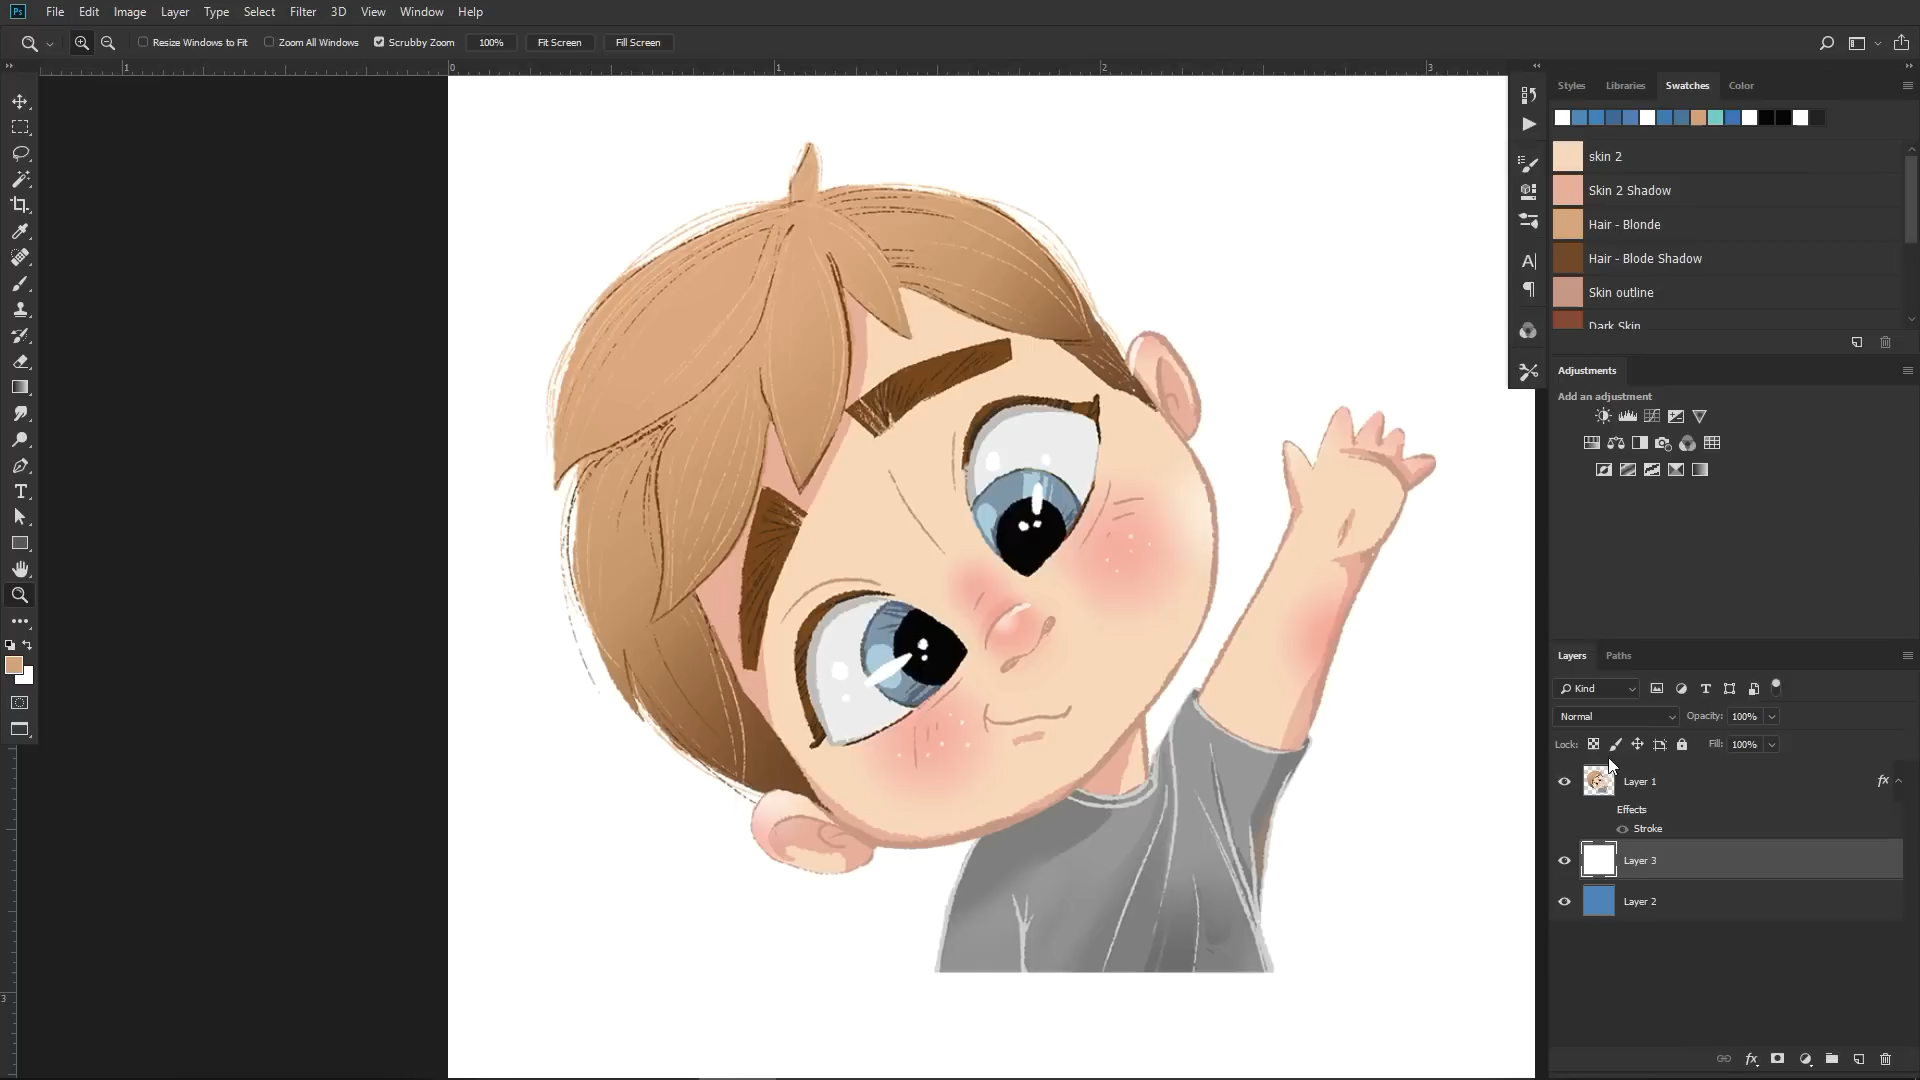 Ps File Edit Image Layer Type Select Filter 3D View Window Help
Resize Windows to Fit Zoom All Windows Scrubby Zoom 100% Fit Screen Fill Screen
1 0 1 2 3
Styles Libraries Swatches Color
skin 2
Skin 2 Shadow
Hair - Blonde
Hair - Blode Shadow
Skin outline
Dark Skin
Adjustments
Add an adjustment
Layers Paths
Kind
Normal Opacity: 100%
Lock: Fill: 100%
Layer 1 fx
Effects
Stroke
Layer 3
Layer 2
3
fx